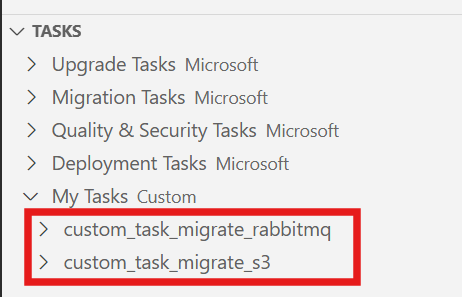 TASKS
Upgrade Tasks Microsoft
Migration Tasks Microsoft
Quality & Security Tasks Microsoft
Deployment Tasks Microsoft
My Tasks Custom
custom_task_migrate_rabbitmq
custom_task_migrate_s3